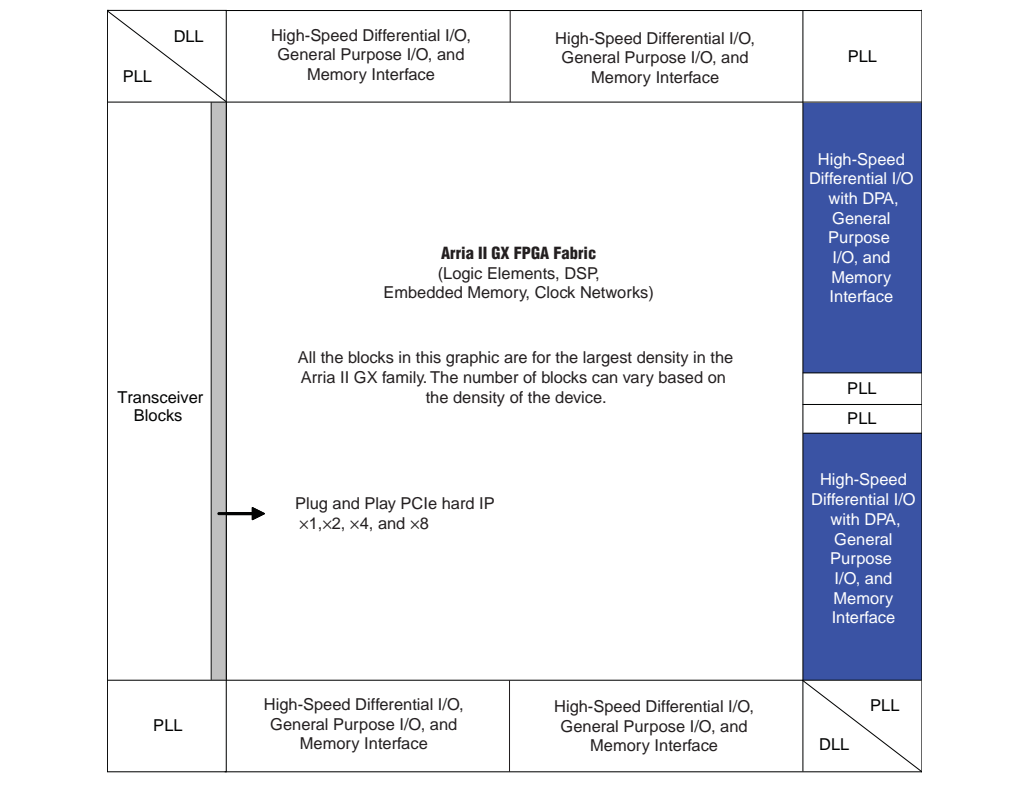 DLL
PLL
High-Speed Differential I/O,
General Purpose I/O, and
Memory Interface
High-Speed Differential I/O,
General Purpose I/O, and
Memory Interface
PLL
Transceiver
Blocks
Arria II GX FPGA Fabric
(Logic Elements, DSP,
Embedded Memory, Clock Networks)
All the blocks in this graphic are for the largest density in the
Arria II GX family. The number of blocks can vary based on
the density of the device.
Plug and Play PCIe hard IP
×1,×2, ×4, and ×8
High-Speed
Differential I/O
with DPA,
General
Purpose
I/O, and
Memory
Interface
PLL
PLL
High-Speed
Differential I/O
with DPA,
General
Purpose
I/O, and
Memory
Interface
PLL
High-Speed Differential I/O,
General Purpose I/O, and
Memory Interface
High-Speed Differential I/O,
General Purpose I/O, and
Memory Interface
PLL
DLL